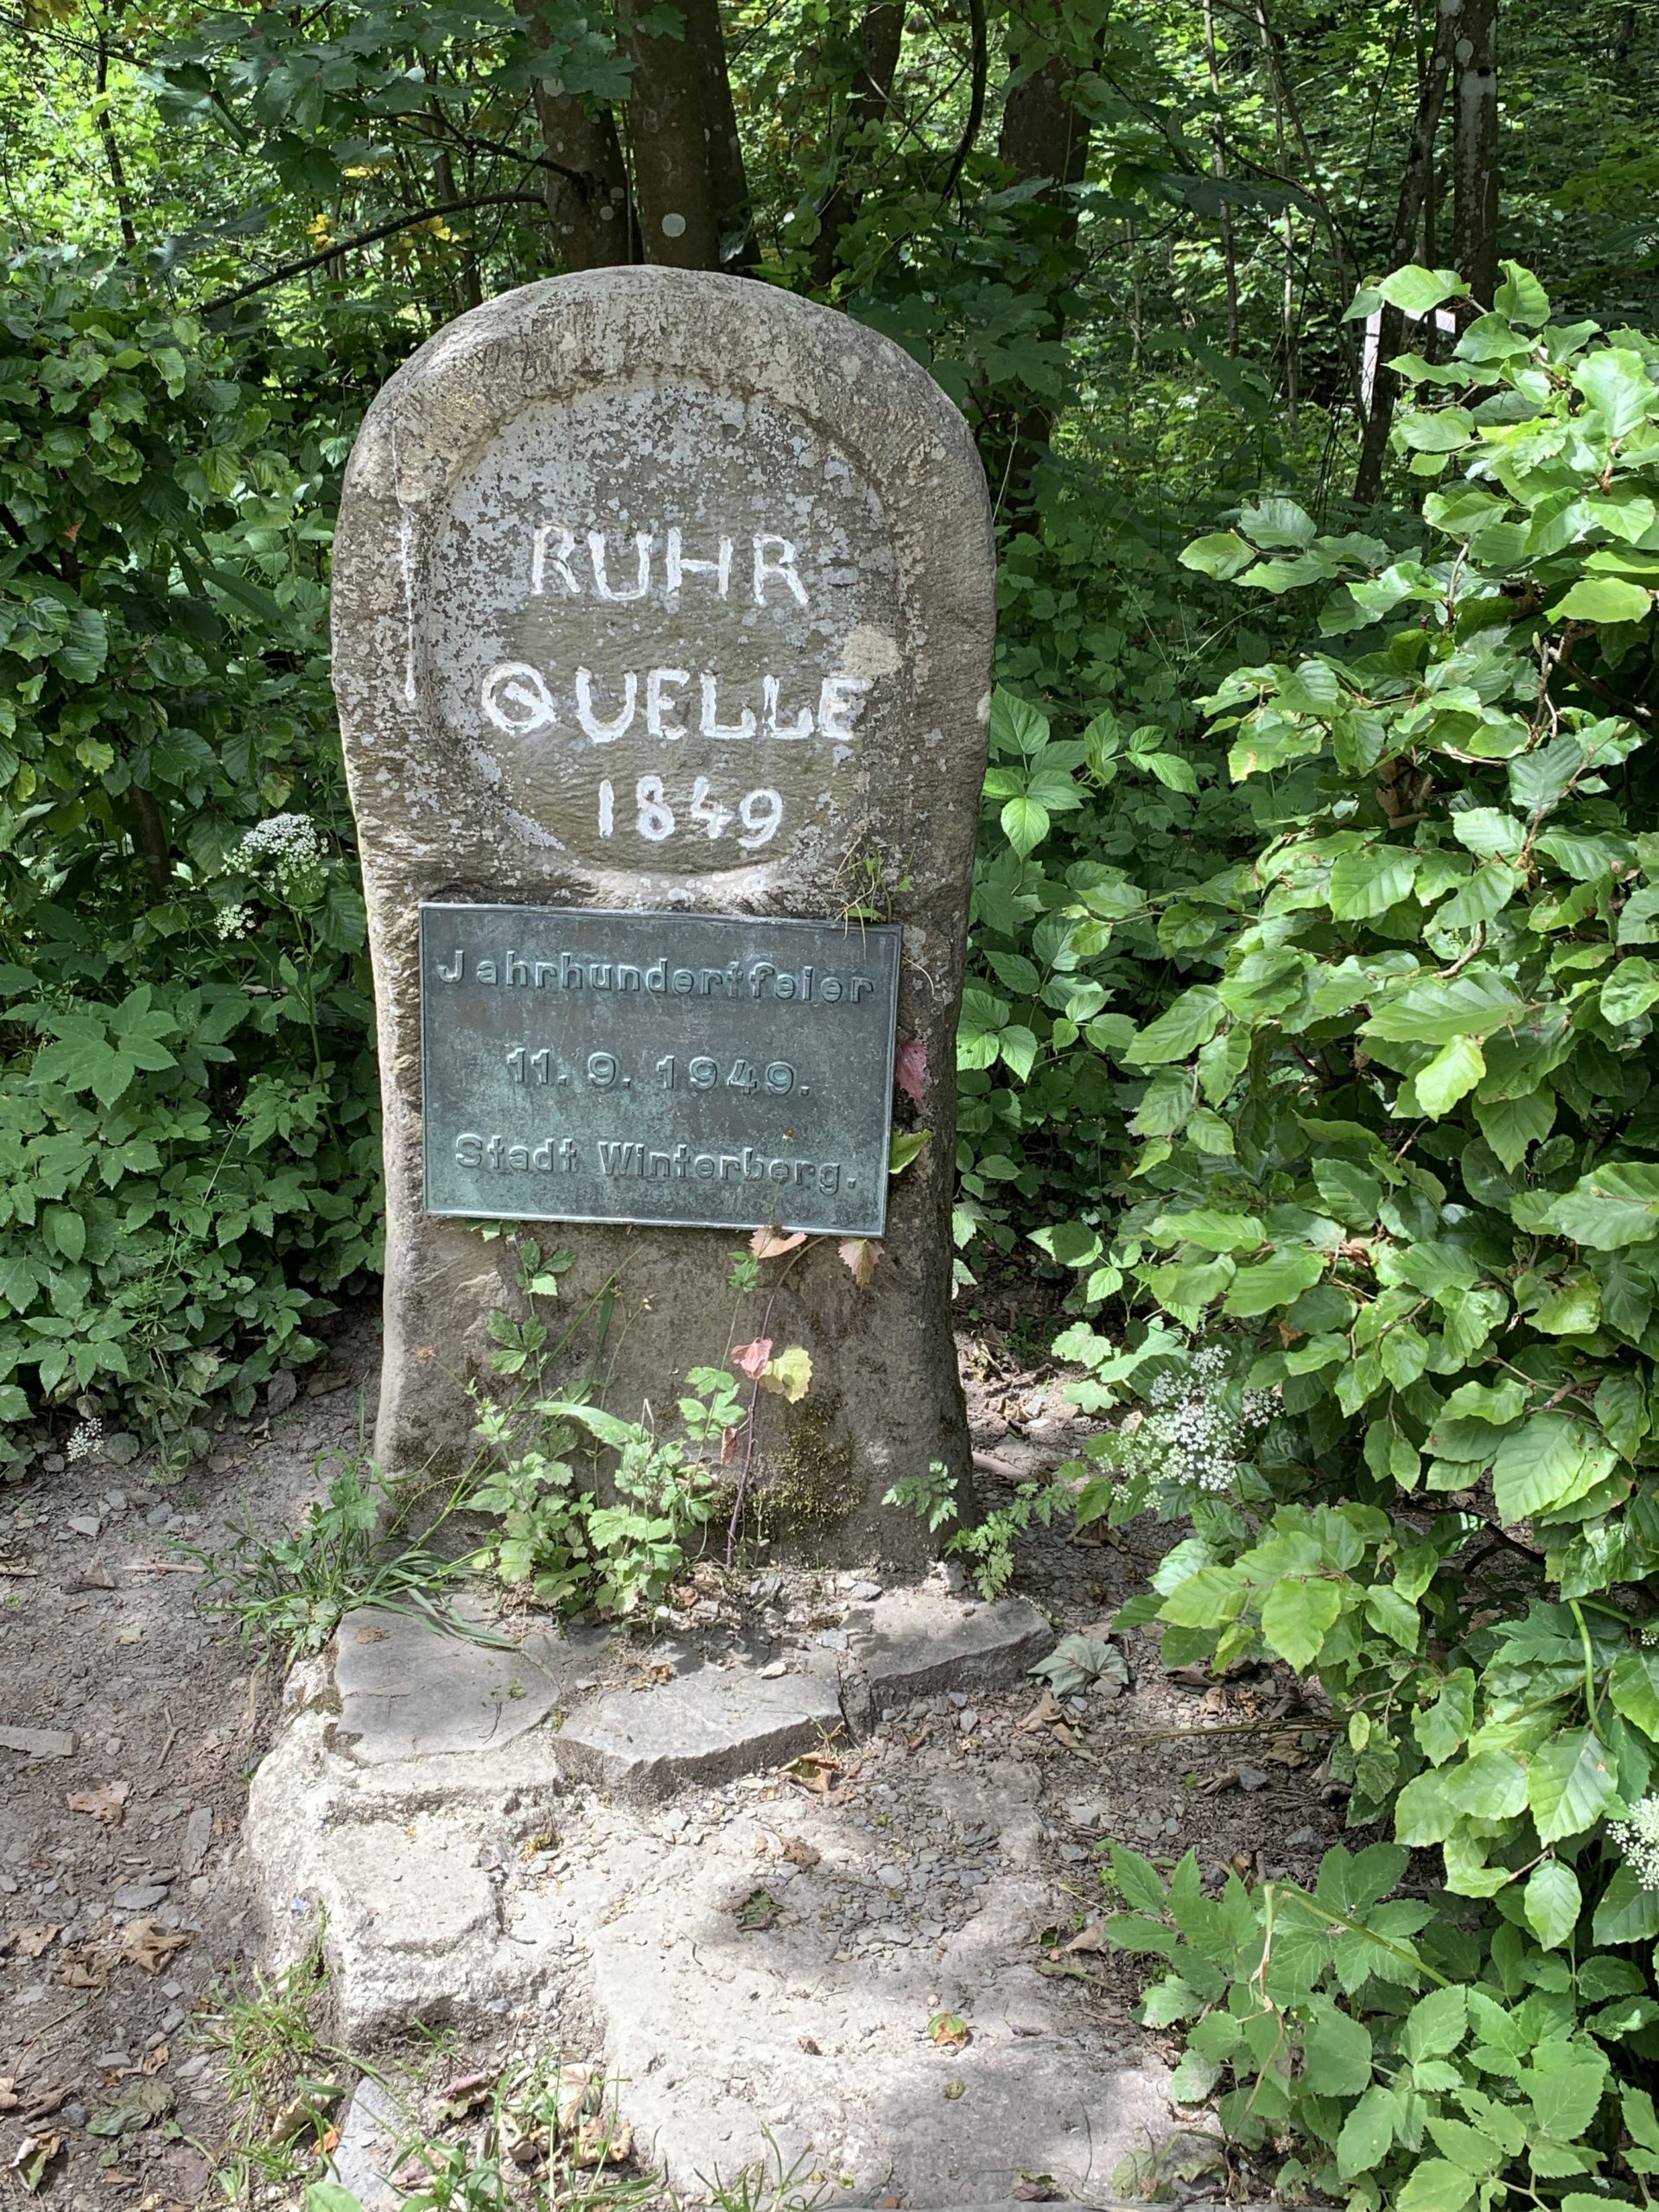 RUHR
QUELLE
1849
Jahrhundertfeier
11. 9. 1949.
Stadt Winterberg.